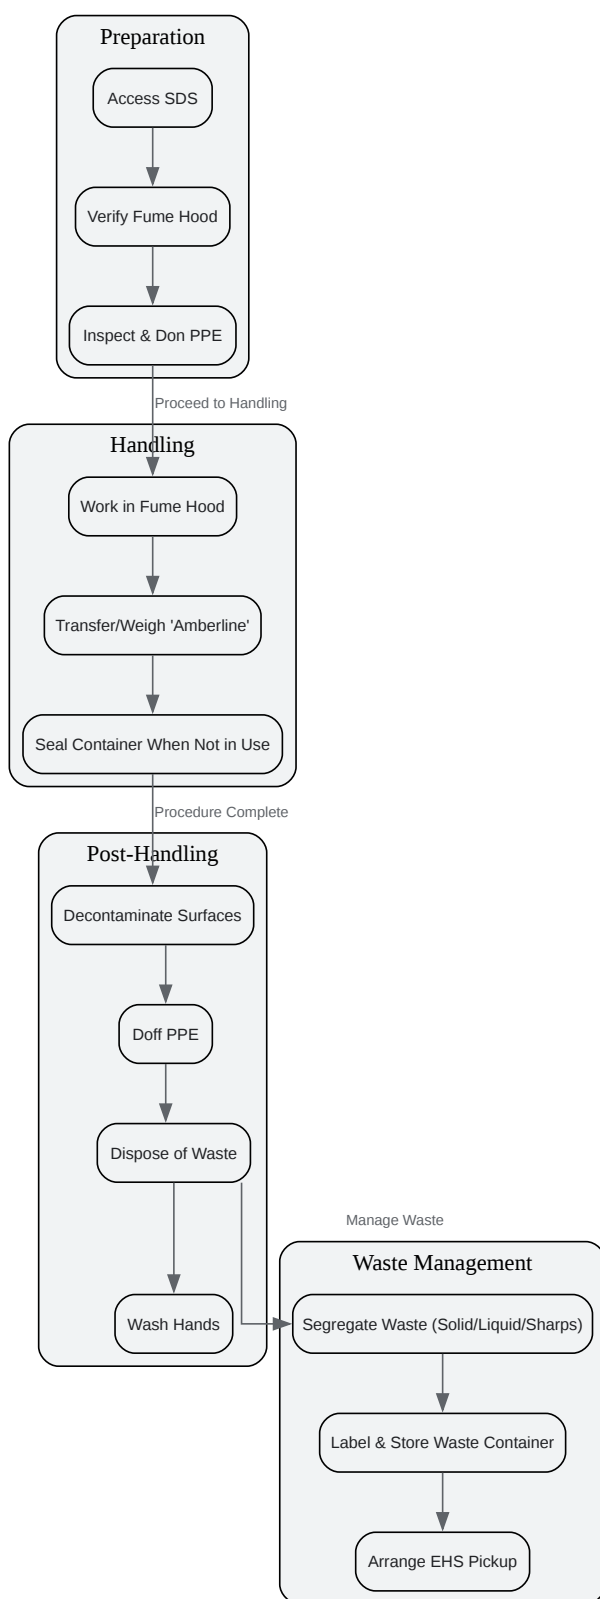 Preparation
Access SDS
Verify Fume Hood
Inspect & Don PPE
Proceed to Handling
Handling
Work in Fume Hood
Transfer/Weigh 'Amberline'
Seal Container When Not in Use
Procedure Complete
Post-Handling
Decontaminate Surfaces
Doff PPE
Dispose of Waste
Manage Waste
Waste Management
Wash Hands
Segregate Waste (Solid/Liquid/Sharps)
Label & Store Waste Container
Arrange EHS Pickup